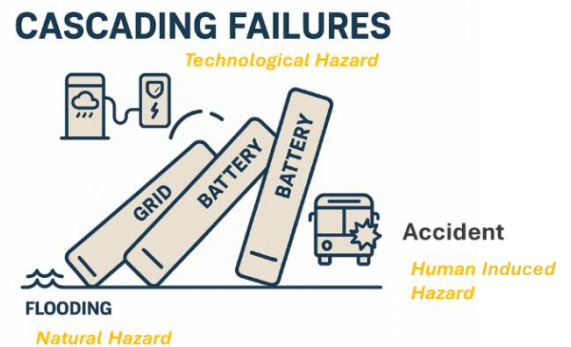 CASCADING FAILURES
Technological Hazard
GRID
BATTERY
BATTERY
Accident
Human Induced
Hazard
FLOODING
Natural Hazard